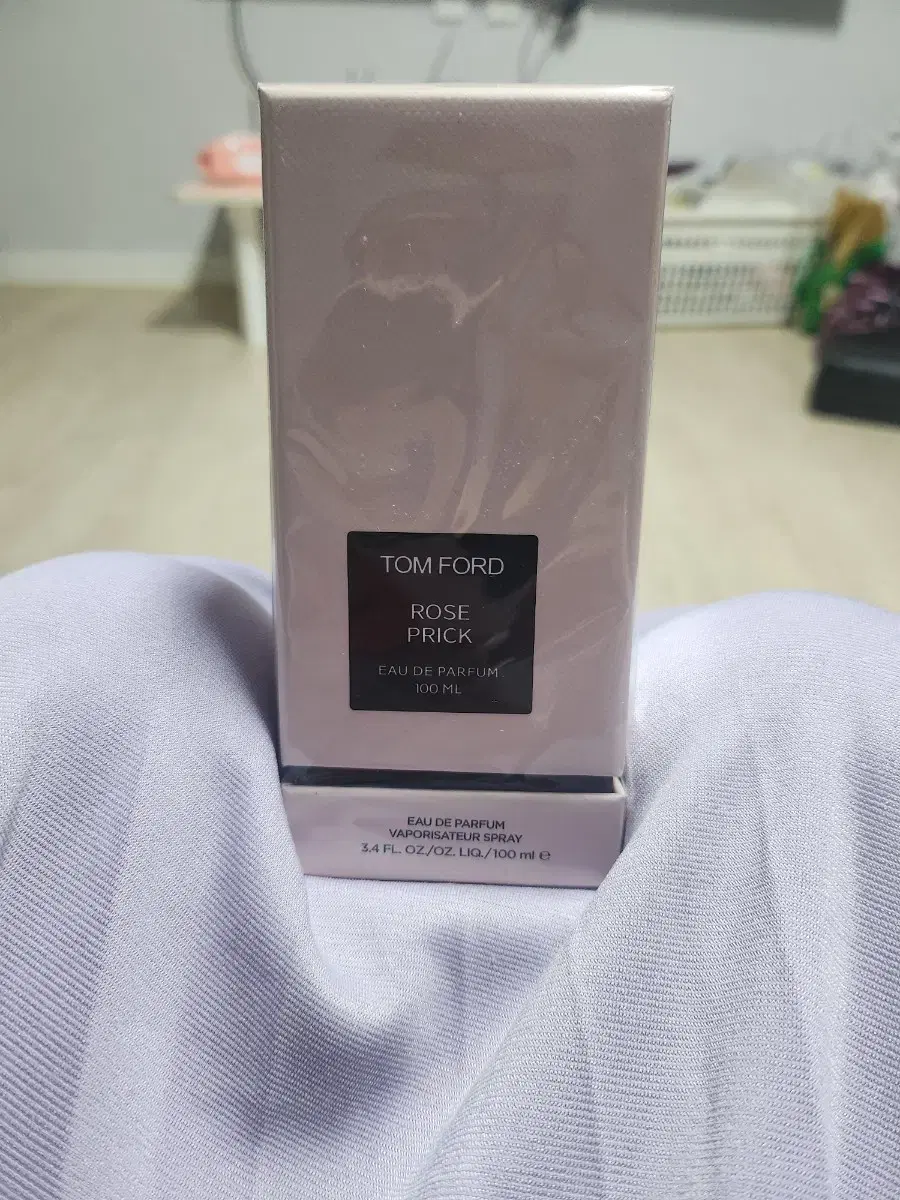 TOM FORD
ROSE
PRICK
EAU DE PARFUM
100 ML
EAU DE PARFUM
VAPORISATEUR SPRAY
3.4 FL. OZ./OZ. LIQ./100 ml ℮